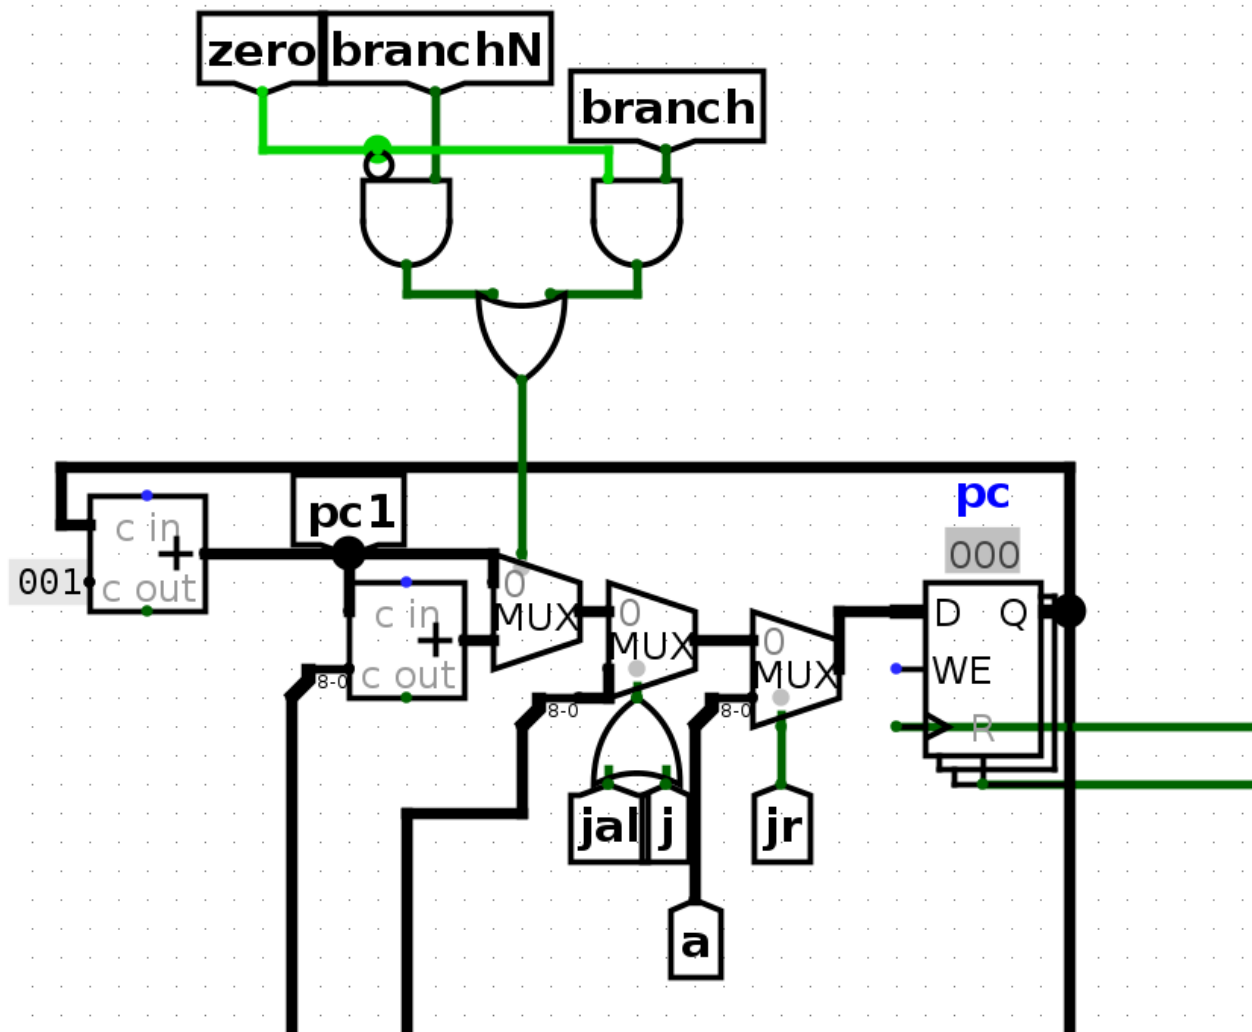 zero
branchN
branch
pc
pc1
000
c in
+
001
c out
0
MUX
c in
+
c out
8-0
0
MUX
8-0
0
MUX
8-0
D
Q
WE
R
jal
j
jr
a